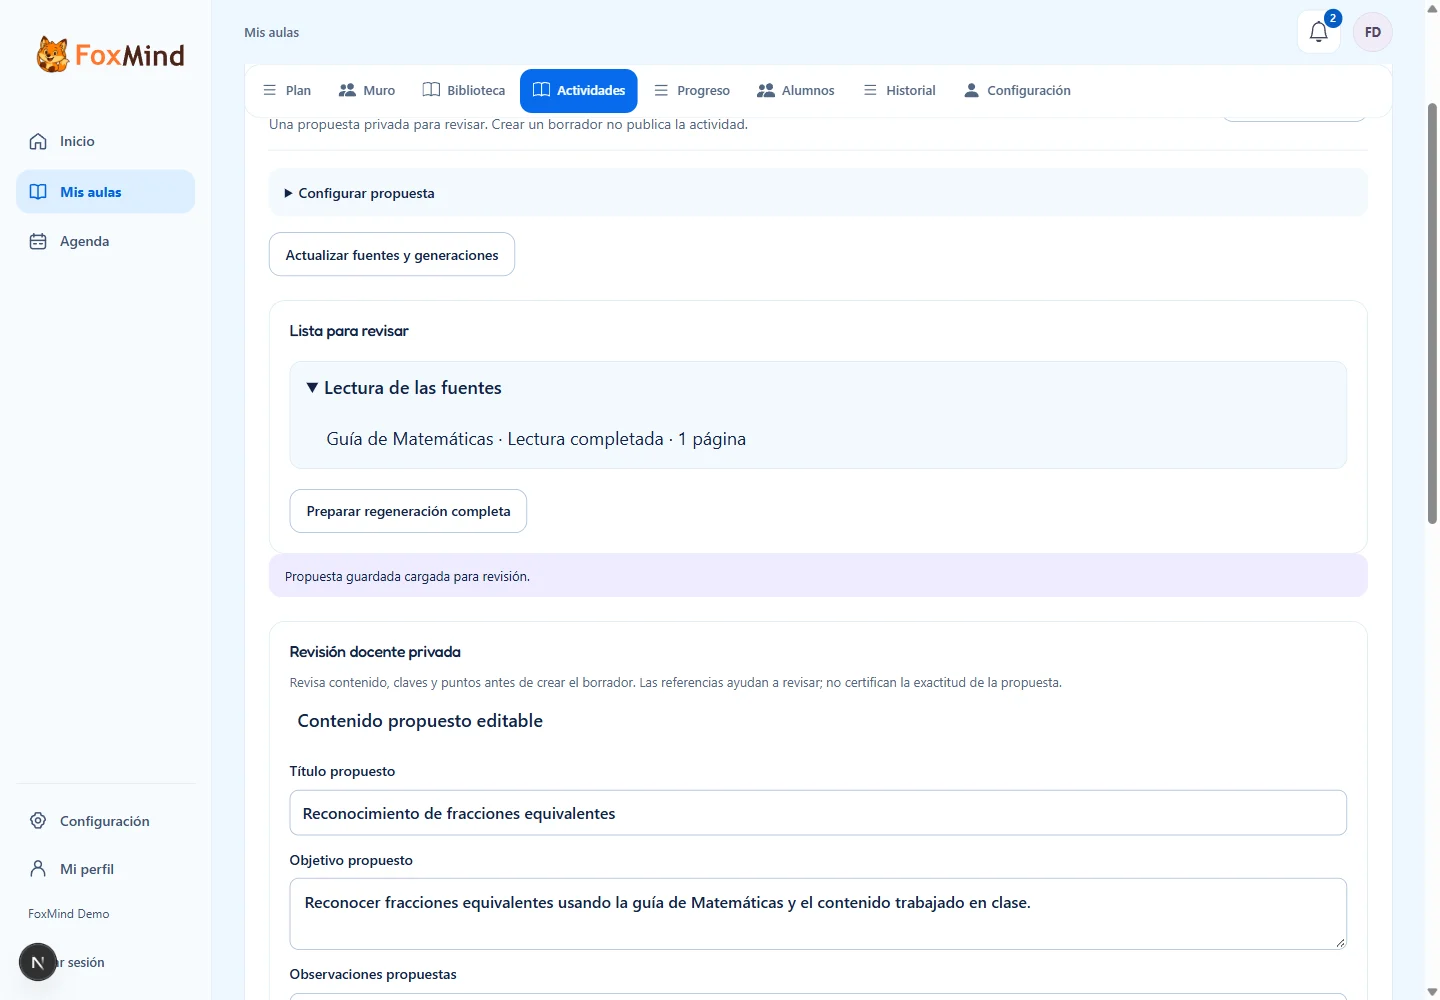 FoxMind
Inicio
Mis aulas
Agenda
Configuración
Mi perfil
FoxMind Demo
N
r sesión
Mis aulas
2
FD
Plan
Muro
Biblioteca
Actividades
Progreso
Alumnos
Historial
Configuración
Una propuesta privada para revisar. Crear un borrador no publica la actividad.
Configurar propuesta
Actualizar fuentes y generaciones
Lista para revisar
Lectura de las fuentes
Guía de Matemáticas · Lectura completada · 1 página
Preparar regeneración completa
Propuesta guardada cargada para revisión.
Revisión docente privada
Revisa contenido, claves y puntos antes de crear el borrador. Las referencias ayudan a revisar; no certifican la exactitud de la propuesta.
Contenido propuesto editable
Título propuesto
Reconocimiento de fracciones equivalentes
Objetivo propuesto
Reconocer fracciones equivalentes usando la guía de Matemáticas y el contenido trabajado en clase.
Observaciones propuestas